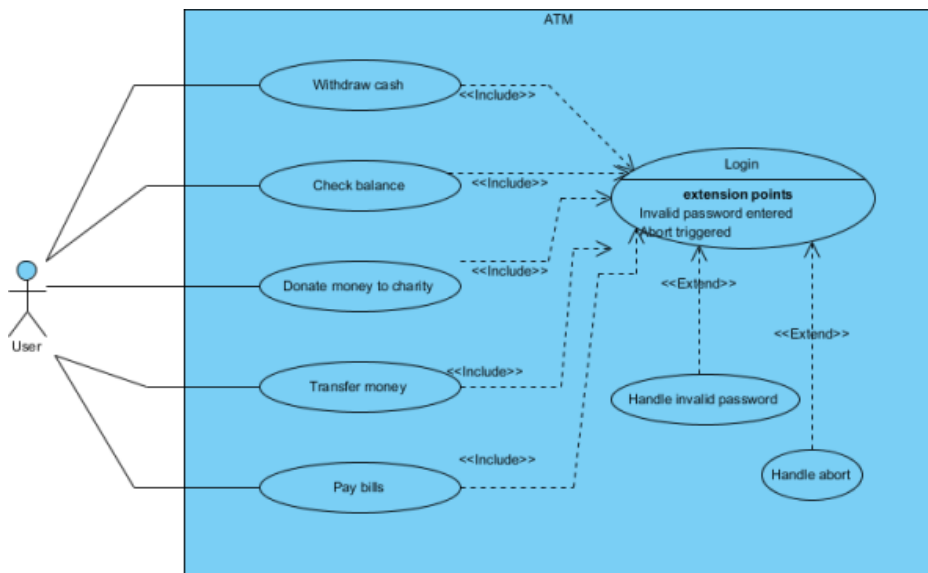 ATM
Withdraw cash
<<Include>>
Login
extension points
Invalid password entered
Abort triggered
Check balance
<<Include>>
Donate money to charity
<<Include>>
User
<<Extend>>
<<Extend>>
Transfer money
<<Include>>
Handle invalid password
Pay bills
<<Include>>
Handle abort